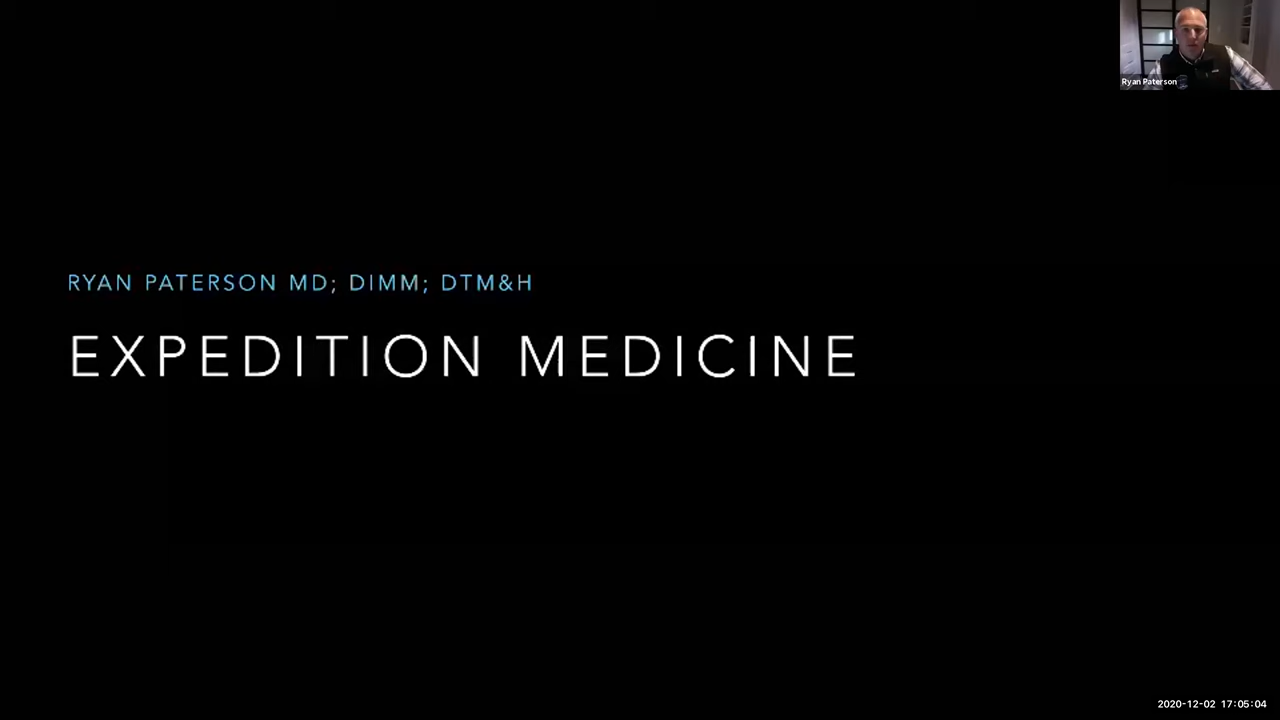 Ryan Paterson
RYAN PATERSON MD; DIMM; DTM&H
EXPEDITION MEDICINE
2020-12-02 17:05:04